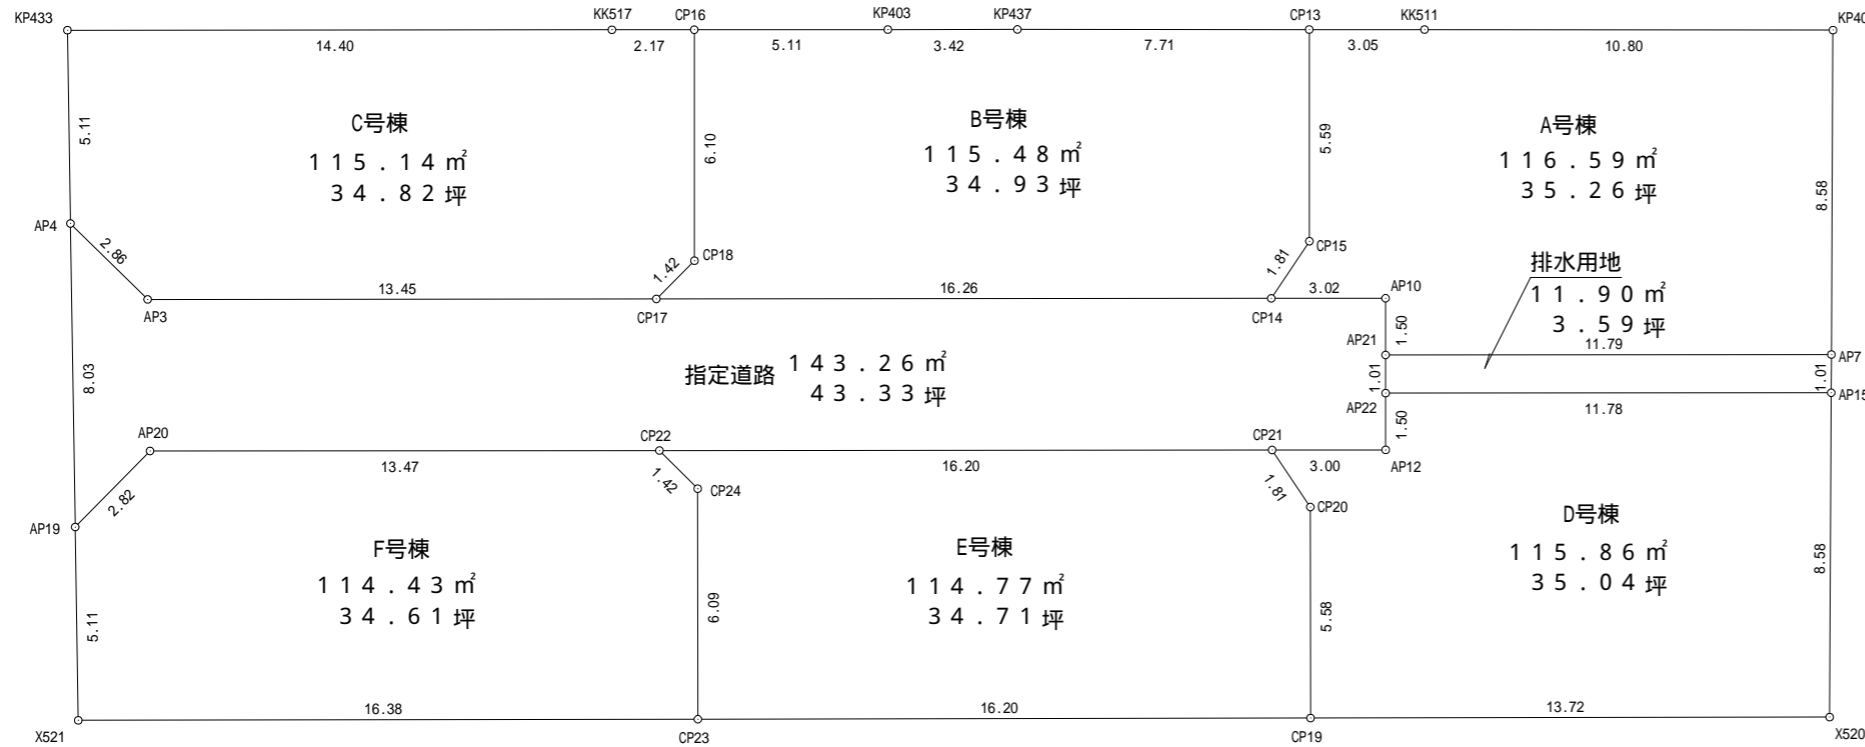 KP433
KK517
CP16
KP403
KP437
CP13
KK511
KP40
14.40
2.17
5.11
3.42
7.71
3.05
10.80
5.11
C号棟
115.14㎡
34.82坪
6.10
B号棟
115.48㎡
34.93坪
5.59
A号棟
116.59㎡
35.26坪
8.58
AP4
2.86
CP18
1.42
CP15
1.81
排水用地
11.90㎡
3.59坪
AP3
13.45
CP17
16.26
CP14
3.02
AP10
1.50
AP21
11.79
AP7
8.03
指定道路
143.26㎡
43.33坪
1.01
1.01
AP22
11.78
AP15
1.50
AP20
13.47
CP22
16.20
CP21
3.00
AP12
2.82
1.42
CP24
1.81
CP20
AP19
F号棟
114.43㎡
34.61坪
E号棟
114.77㎡
34.71坪
D号棟
115.86㎡
35.04坪
5.11
6.09
5.58
8.58
16.38
16.20
13.72
X521
CP23
CP19
X520